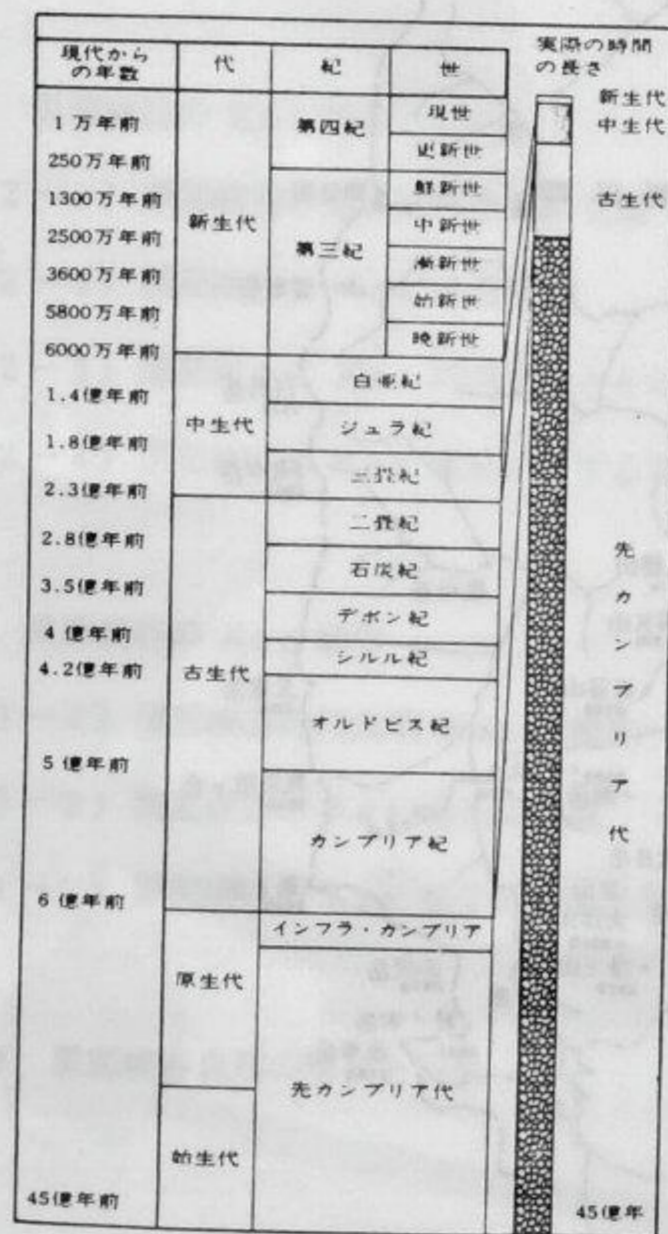 現代から
の年数
代
紀
世
実際の時間
の長さ
1万年前
250万年前
1300万年前
2500万年前
3600万年前
5800万年前
6000万年前
1.4億年前
1.8億年前
2.3億年前
2.8億年前
3.5億年前
4億年前
4.2億年前
5億年前
6億年前
45億年前
新生代
中生代
古生代
原生代
始生代
第四紀
第三紀
白亜紀
ジュラ紀
三畳紀
二畳紀
石炭紀
デボン紀
シルル紀
オルドビス紀
カンブリア紀
インフラ・カンブリア
先カンブリア代
現世
更新世
鮮新世
中新世
漸新世
始新世
暁新世
新生代
中生代
古生代
先カンブリア代
45億年